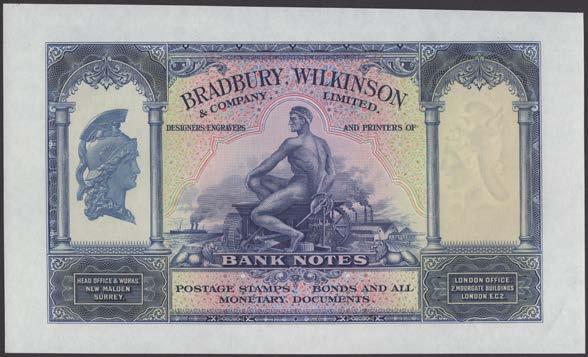 BRADBURY, WILKINSON
& COMPANY LIMITED.
DESIGNERS·ENGRAVERS AND PRINTERS OF
BANK NOTES
POSTAGE STAMPS. BONDS AND ALL
MONETARY DOCUMENTS.
HEAD OFFICE & WORKS.
NEW MALDEN
SURREY.
LONDON OFFICE
2, MOORGATE BUILDINGS
LONDON E.C.2.